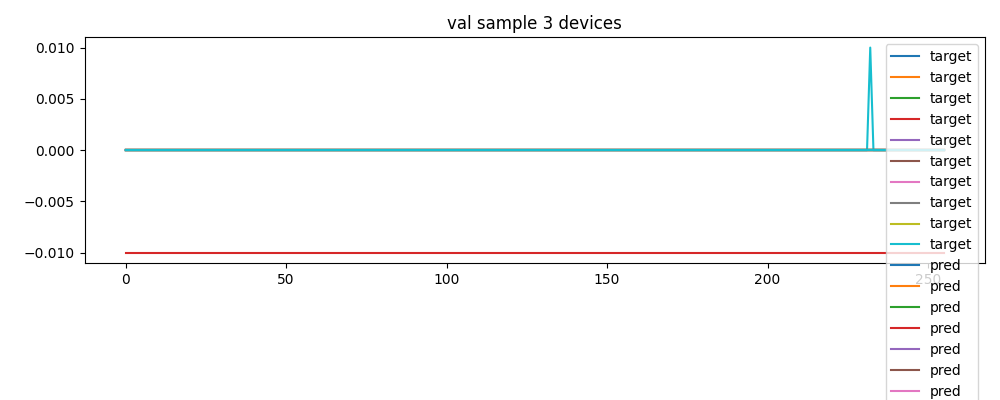 val sample 3 devices
0.010
0.005
0.000
−0.005
−0.010
0
50
100
150
200
250
target
target
target
target
target
target
target
target
target
target
pred
pred
pred
pred
pred
pred
pred